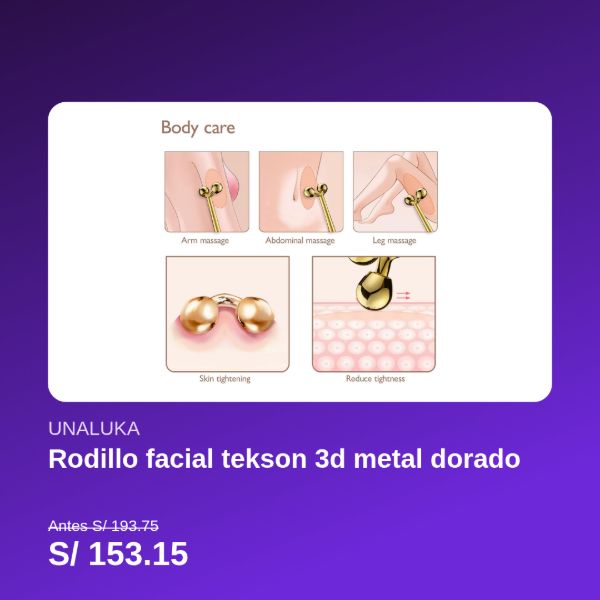 Body care
Arm massage
Abdominal massage
Leg massage
Skin tightening
Reduce tightness
UNALUKA
Rodillo facial tekson 3d metal dorado
Antes S/ 193.75
S/ 153.15